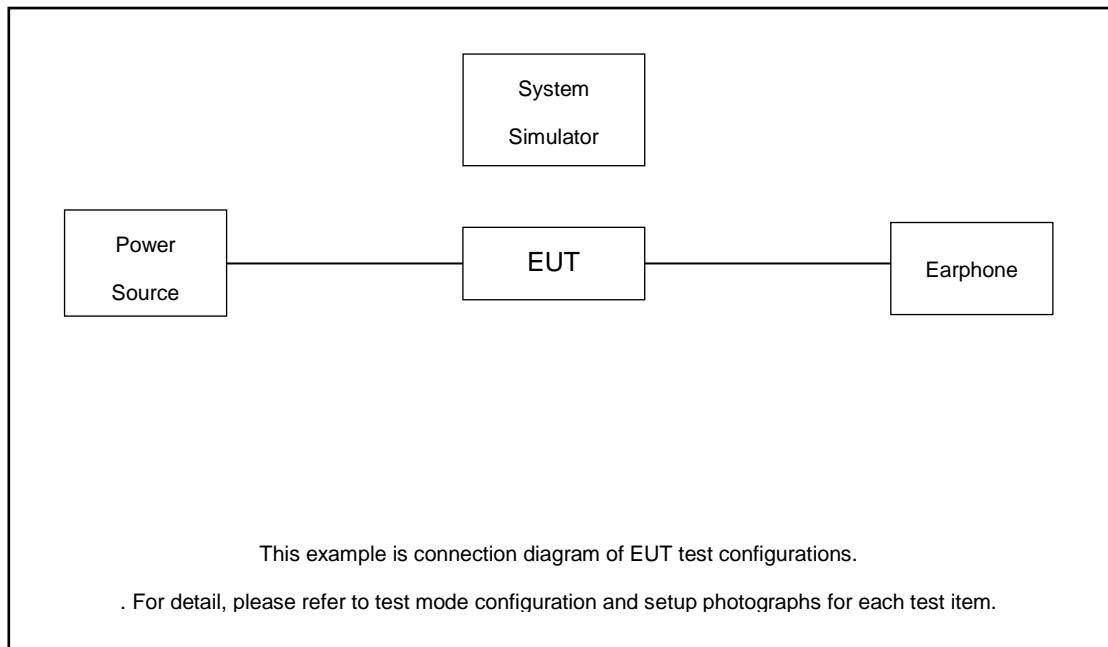 System
Simulator
Power
Source
EUT
Earphone
This example is connection diagram of EUT test configurations.
. For detail, please refer to test mode configuration and setup photographs for each test item.